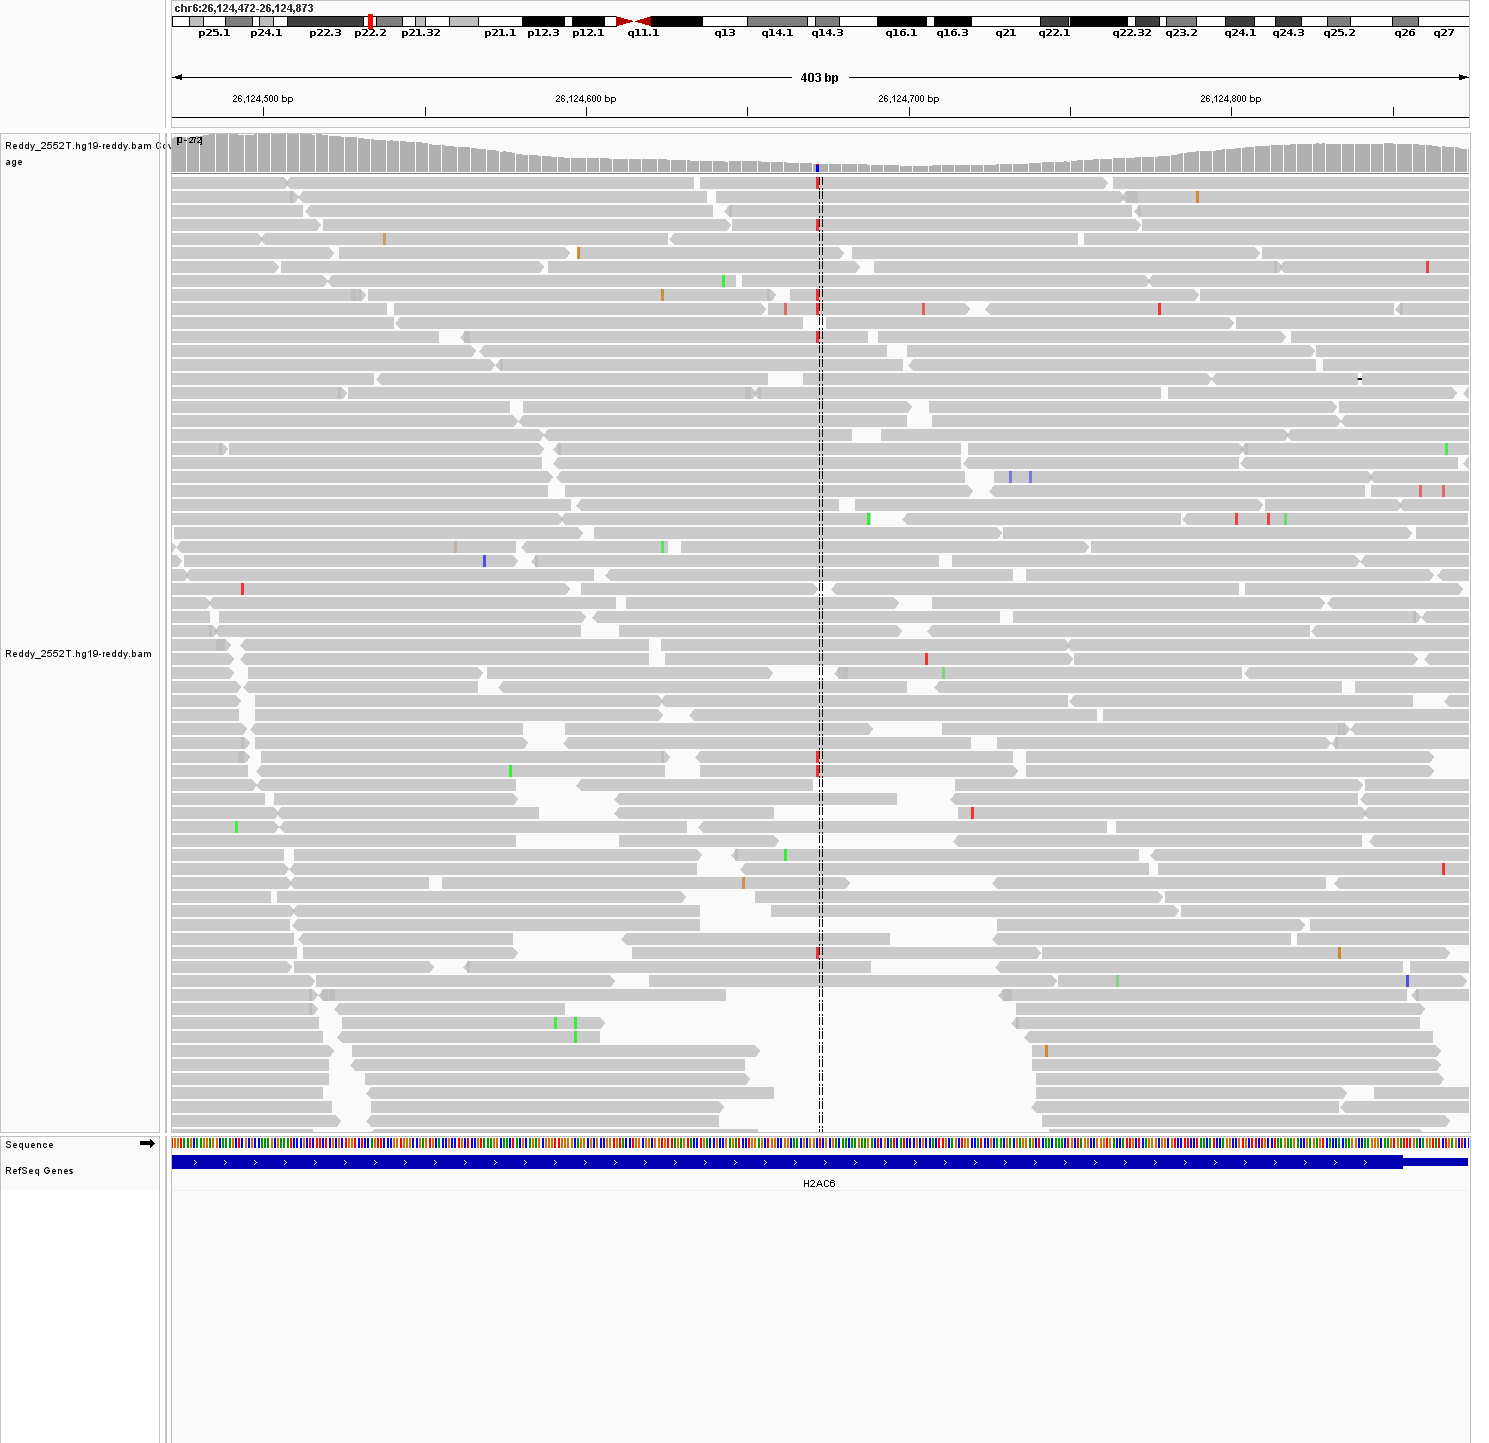 chr6:26,124,472-26,124,873
p25.1 p24.1 p22.3 p22.2 p21.32 p21.1 p12.3 p12.1 q11.1 q13 q14.1 q14.3 q16.1 q16.3 q21 q22.1 q22.32 q23.2 q24.1 q24.3 q25.2 q26 q27
403 bp
26,124,500 bp 26,124,600 bp 26,124,700 bp 26,124,800 bp
[0 - 272]
Reddy_2552T.hg19-reddy.bam Cov
age
Reddy_2552T.hg19-reddy.bam
Sequence
RefSeq Genes
H2AC6